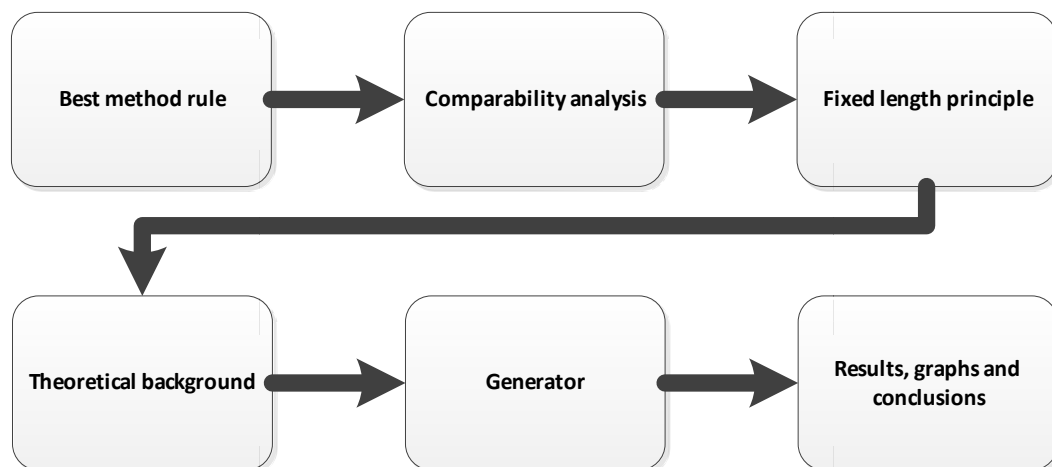 Best method rule
Comparability analysis
Fixed length principle
Theoretical background
Generator
Results, graphs and
conclusions